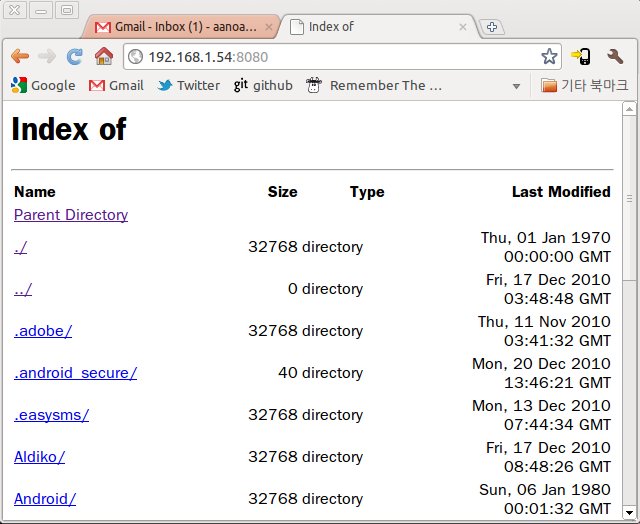 Gmail - Inbox (1) - aanoa...
Index of
192.168.1.54:8080
Google
Gmail
Twitter
git github
Remember The ...
기타 북마크
Index of
Name Size Type Last Modified
Parent Directory
./ 32768 directory Thu, 01 Jan 1970
00:00:00 GMT
../ 0 directory Fri, 17 Dec 2010
03:48:48 GMT
.adobe/ 32768 directory Thu, 11 Nov 2010
03:41:32 GMT
.android_secure/ 40 directory Mon, 20 Dec 2010
13:46:21 GMT
.easysms/ 32768 directory Mon, 13 Dec 2010
07:44:34 GMT
Aldiko/ 32768 directory Fri, 17 Dec 2010
08:48:26 GMT
Android/ 32768 directory Sun, 06 Jan 1980
00:01:32 GMT